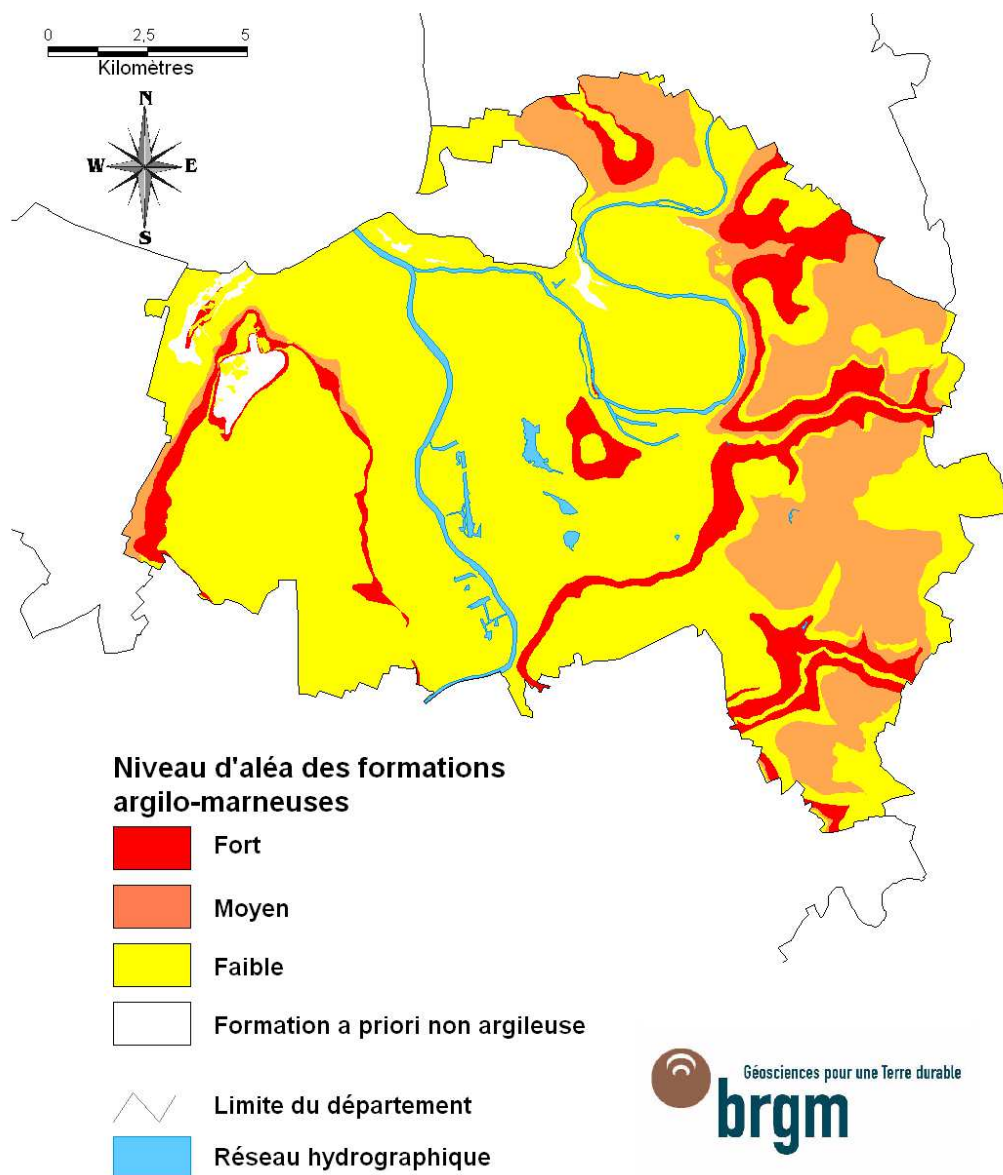 0 2,5 5
Kilomètres
N
W E
S
Niveau d'aléa des formations
argilo-marneuses
Fort
Moyen
Faible
Formation a priori non argileuse
Limite du département
Réseau hydrographique
Géosciences pour une Terre durable
brgm